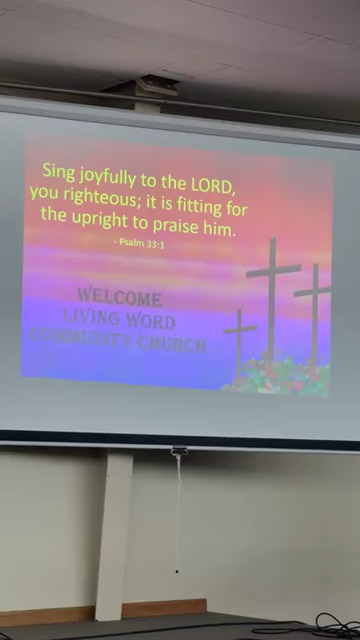 Sing joyfully to the LORD,
you righteous; it is fitting for
the upright to praise him.
- Psalm 33:1
WELCOME
LIVING WORD
COMMUNITY CHURCH